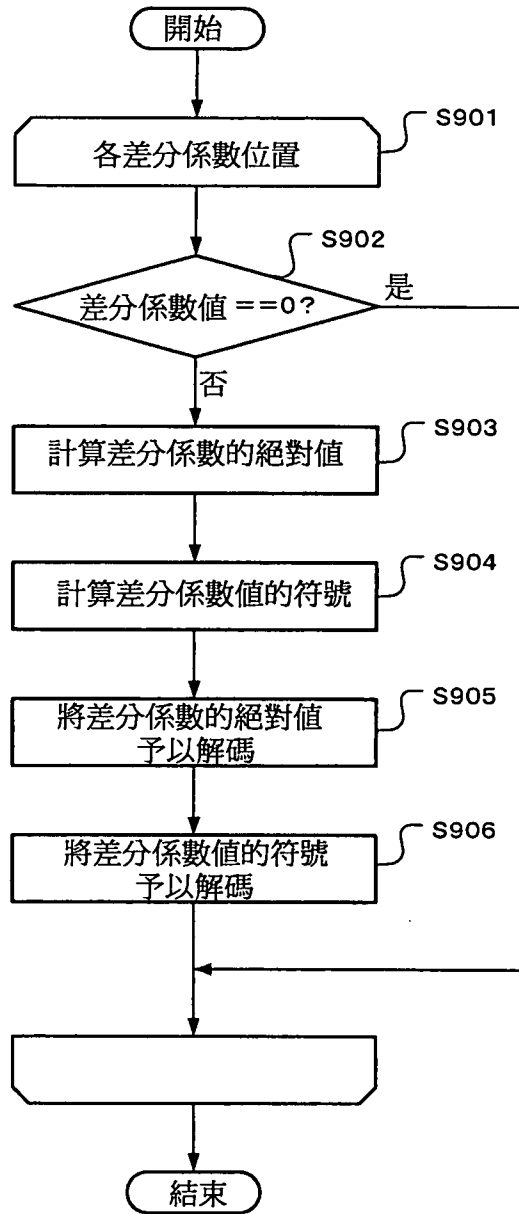 開始
S901
各差分係數位置
S902
差分係數值 ==0?
是
否
S903
計算差分係數的絕對值
S904
計算差分係數值的符號
S905
將差分係數的絕對值
予以解碼
S906
將差分係數值的符號
予以解碼
結束